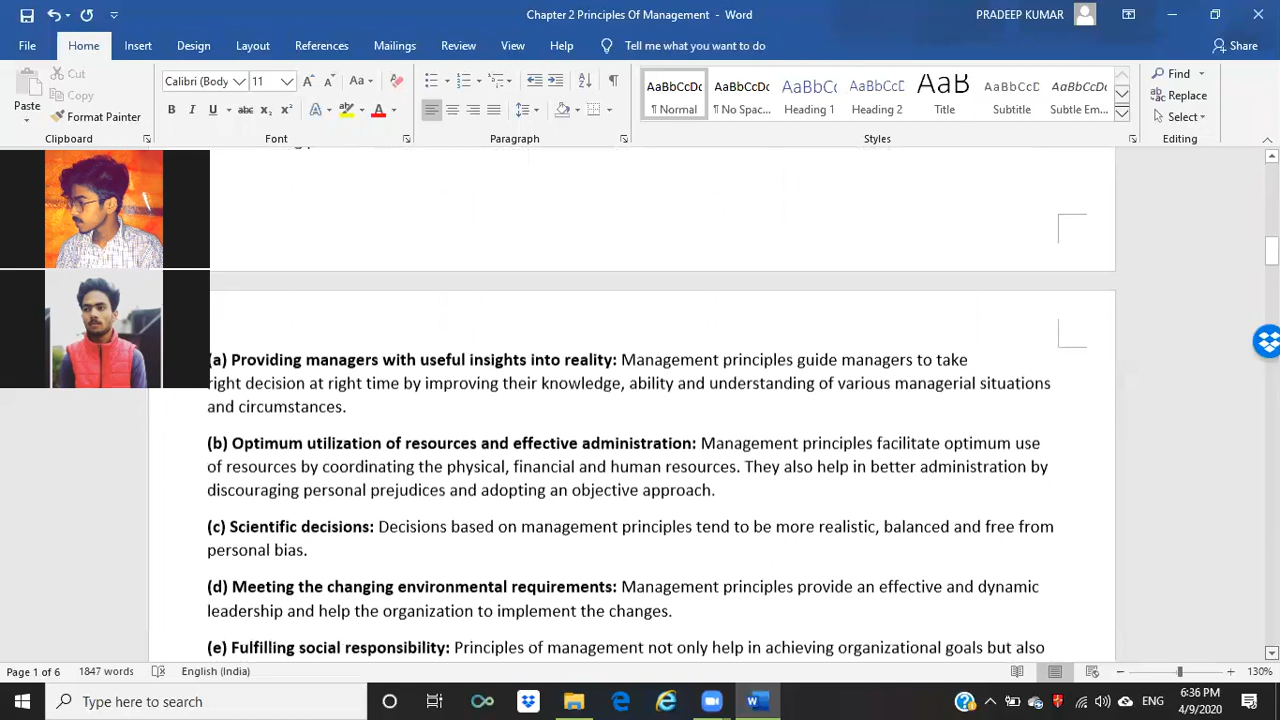 Chapter 2 Principles Of Management - Word
PRADEEP KUMAR
File Home Insert Design Layout References Mailings Review View Help Tell me what you want to do Share
Paste
Cut
Copy
Format Painter
Clipboard
Calibri (Body 11
Font
Paragraph
AaBbCcDc ¶ Normal
AaBbCcDc ¶ No Spac...
AaBbCc Heading 1
AaBbCcD Heading 2
AaB Title
AaBbCcD Subtitle
AaBbCcDc Subtle Em...
Styles
Find
Replace
Select
Editing
(a) Providing managers with useful insights into reality: Management principles guide managers to take
right decision at right time by improving their knowledge, ability and understanding of various managerial situations
and circumstances.
(b) Optimum utilization of resources and effective administration: Management principles facilitate optimum use
of resources by coordinating the physical, financial and human resources. They also help in better administration by
discouraging personal prejudices and adopting an objective approach.
(c) Scientific decisions: Decisions based on management principles tend to be more realistic, balanced and free from
personal bias.
(d) Meeting the changing environmental requirements: Management principles provide an effective and dynamic
leadership and help the organization to implement the changes.
(e) Fulfilling social responsibility: Principles of management not only help in achieving organizational goals but also
Page 1 of 6 1847 words English (India) 130%
Type here to search
ENG
6:36 PM
4/9/2020